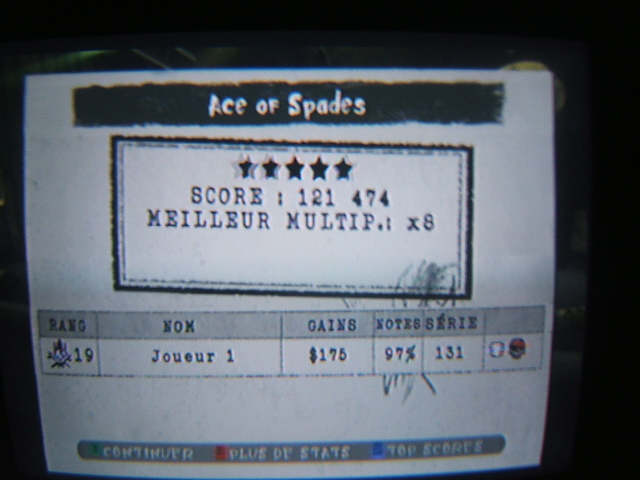 Ace of Spades
SCORE : 121 474
MEILLEUR MULTIP.: x8
RANG NOM GAINS NOTES SÉRIE
19 Joueur 1 $175 97% 131
CONTINUER PLUS DE STATS TOP SCORES